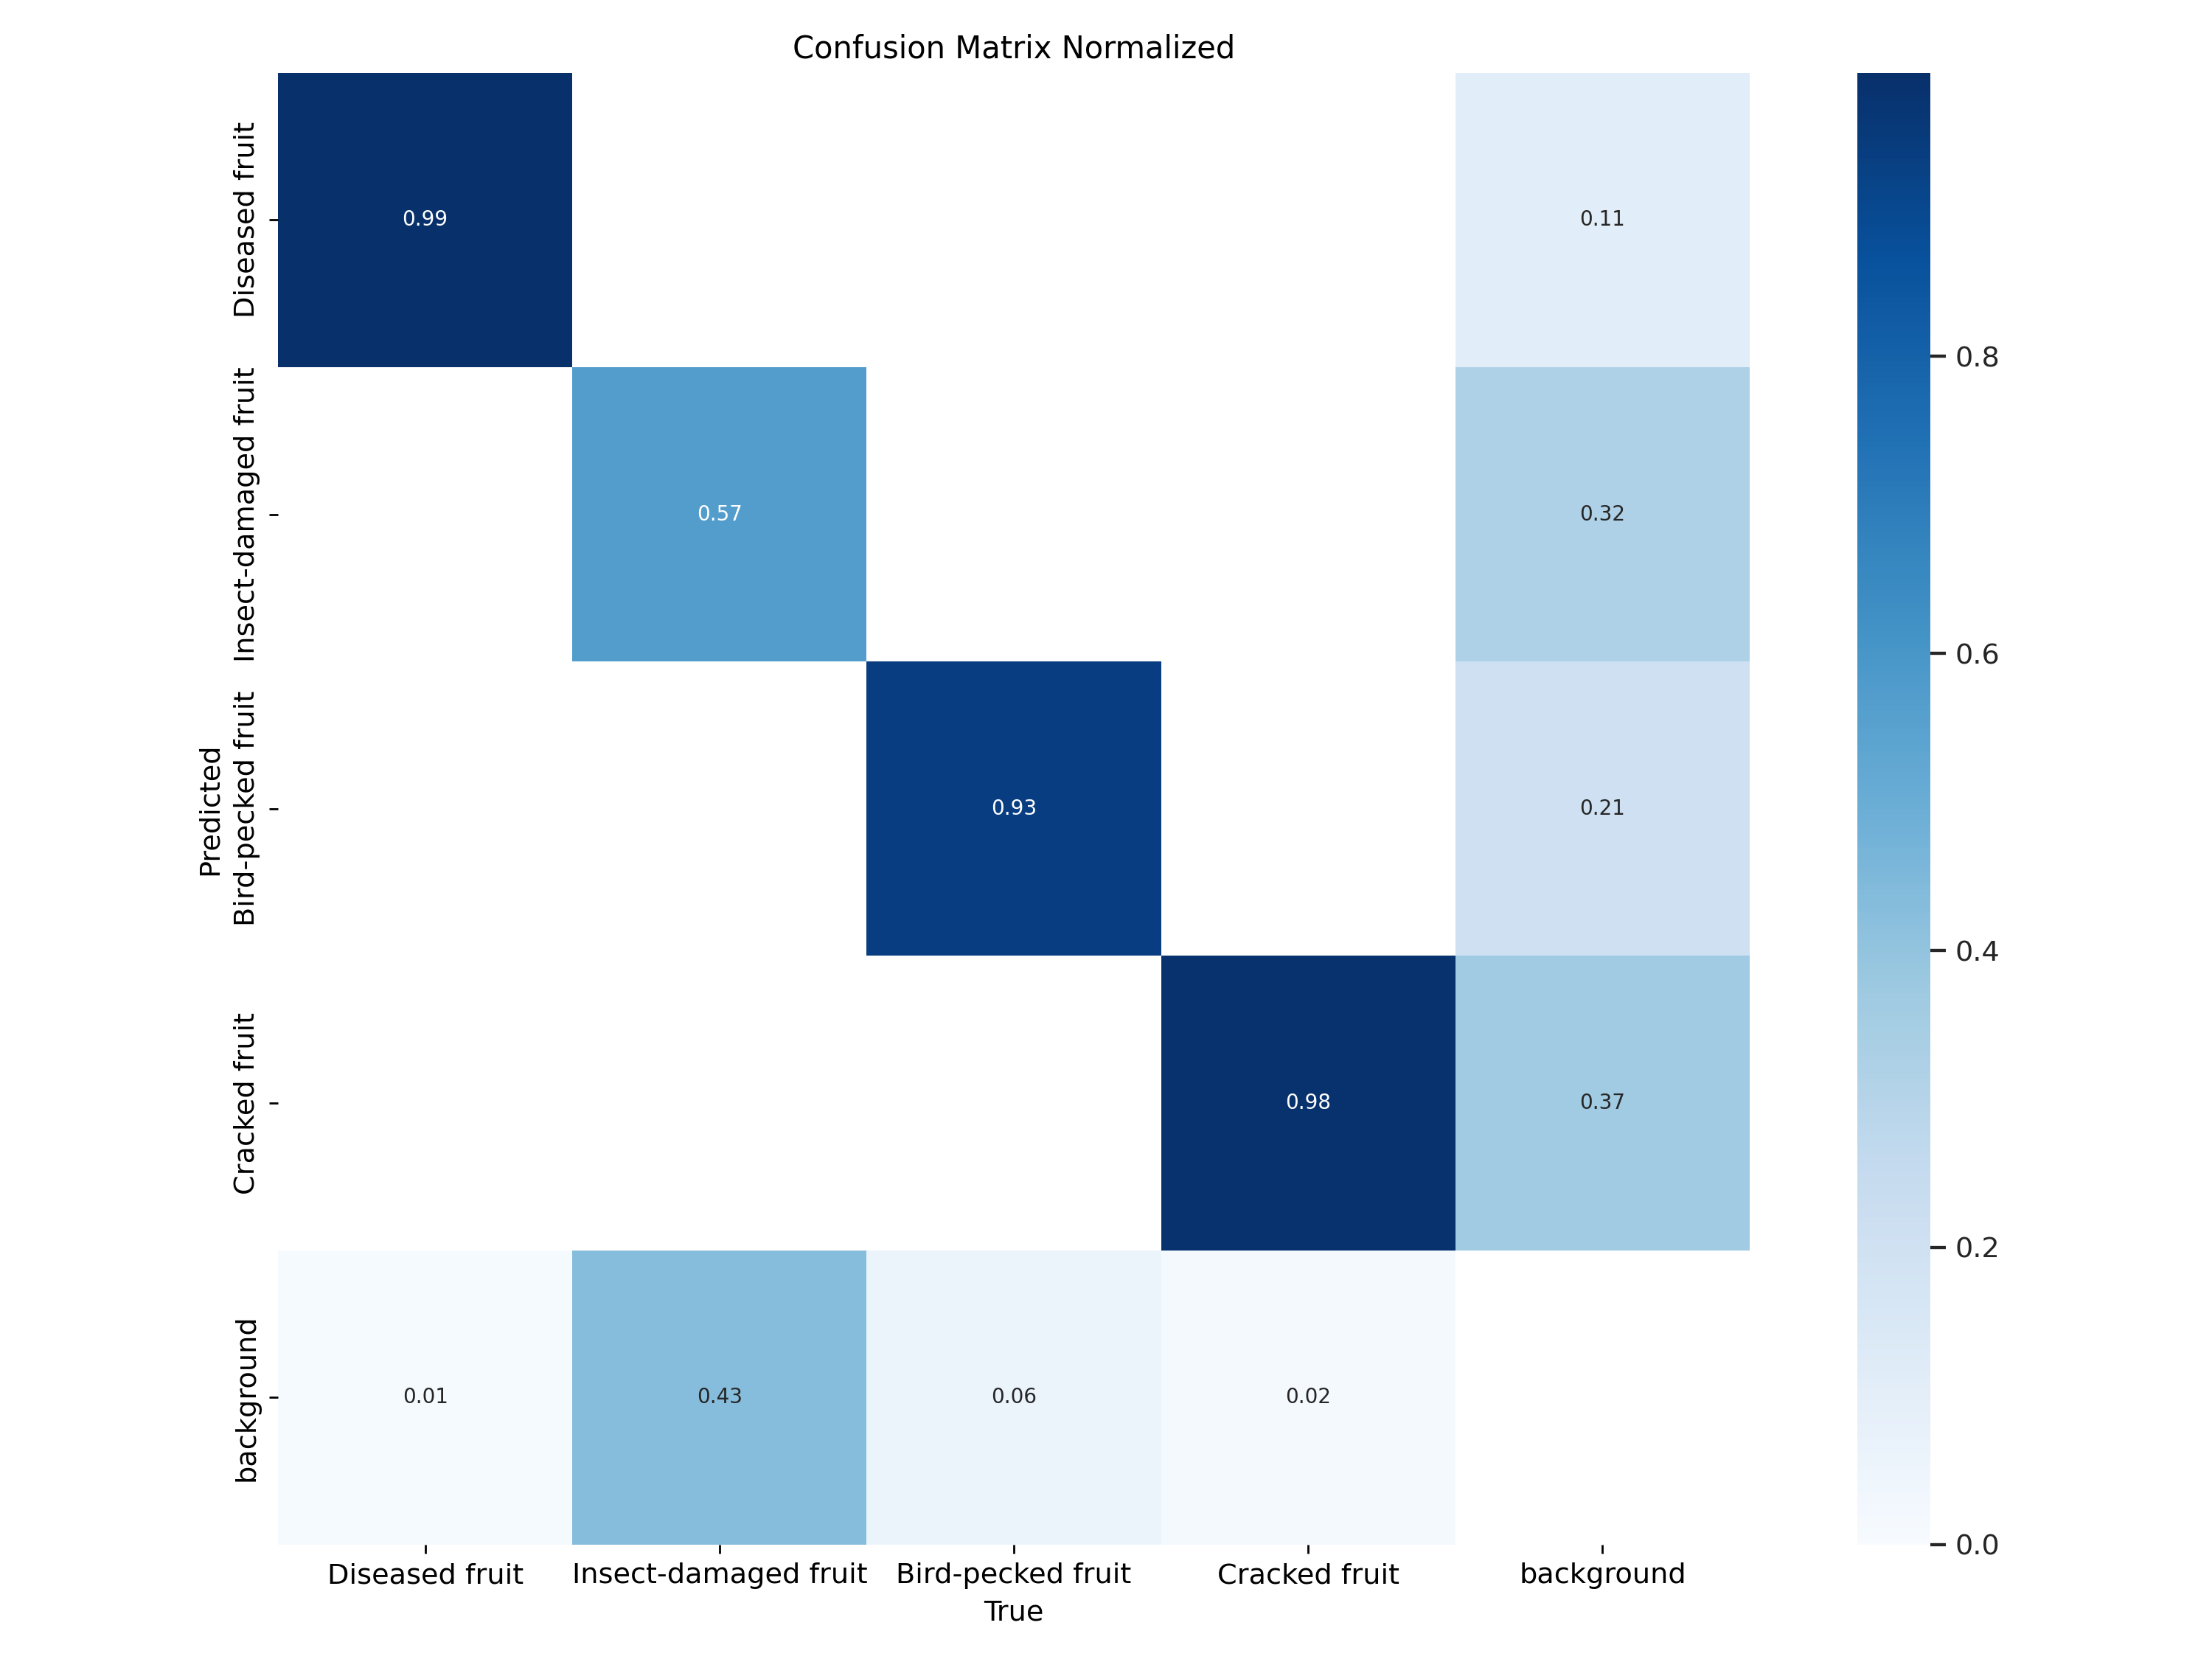 Confusion Matrix Normalized
Predicted
Diseased fruit
0.99
0.11
Insect-damaged fruit
0.57
0.32
Bird-pecked fruit
0.93
0.21
Cracked fruit
0.98
0.37
background
0.01
0.43
0.06
0.02
Diseased fruit
Insect-damaged fruit
Bird-pecked fruit
Cracked fruit
background
True
0.8
0.6
0.4
0.2
0.0